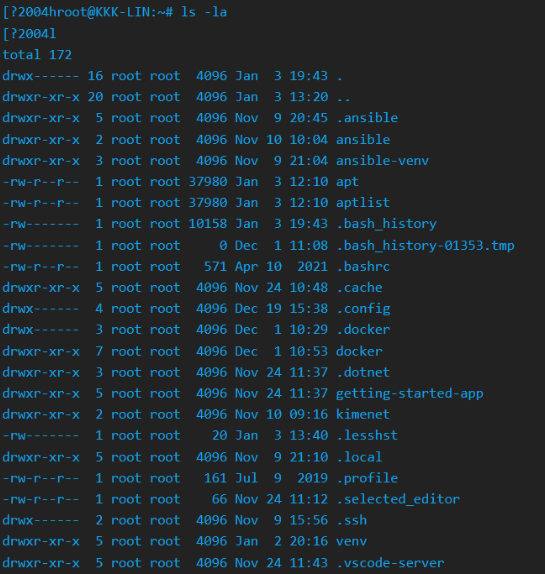 [?2004hroot@KKK-LIN:~# ls -la
[?2004l
total 172
drwx------ 16 root root  4096 Jan  3 19:43 .
drwxr-xr-x 20 root root  4096 Jan  3 13:20 ..
drwxr-xr-x  5 root root  4096 Nov  9 20:45 .ansible
drwxr-xr-x  2 root root  4096 Nov 10 10:04 ansible
drwxr-xr-x  3 root root  4096 Nov  9 21:04 ansible-venv
-rw-r--r--  1 root root 37980 Jan  3 12:10 apt
-rw-r--r--  1 root root 37980 Jan  3 12:10 aptlist
-rw-------  1 root root 10158 Jan  3 19:43 .bash_history
-rw-------  1 root root     0 Dec  1 11:08 .bash_history-01353.tmp
-rw-r--r--  1 root root   571 Apr 10  2021 .bashrc
drwxr-xr-x  5 root root  4096 Nov 24 10:48 .cache
drwx------  4 root root  4096 Dec 19 15:38 .config
drwx------  3 root root  4096 Dec  1 10:29 .docker
drwxr-xr-x  7 root root  4096 Dec  1 10:53 docker
drwxr-xr-x  3 root root  4096 Nov 24 11:37 .dotnet
drwxr-xr-x  5 root root  4096 Nov 24 11:37 getting-started-app
drwxr-xr-x  2 root root  4096 Nov 10 09:16 kimenet
-rw-------  1 root root    20 Jan  3 13:40 .lesshst
drwxr-xr-x  5 root root  4096 Nov  9 21:10 .local
-rw-r--r--  1 root root   161 Jul  9  2019 .profile
-rw-r--r--  1 root root    66 Nov 24 11:12 .selected_editor
drwx------  2 root root  4096 Nov  9 15:56 .ssh
drwxr-xr-x  5 root root  4096 Jan  2 20:16 venv
drwxr-xr-x  5 root root  4096 Nov 24 11:43 .vscode-server